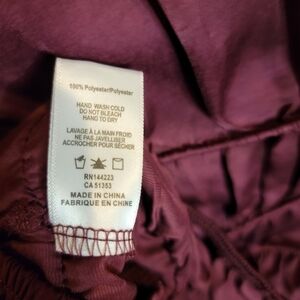 100% Polyester/Polyester
HAND WASH COLD
DO NOT BLEACH
HANG TO DRY
LAVAGE À LA MAIN FROID
NE PAS JAVELLISER
ACCROCHER POUR SÉCHER
RN144223
CA 51353
MADE IN CHINA
FABRIQUE EN CHINE